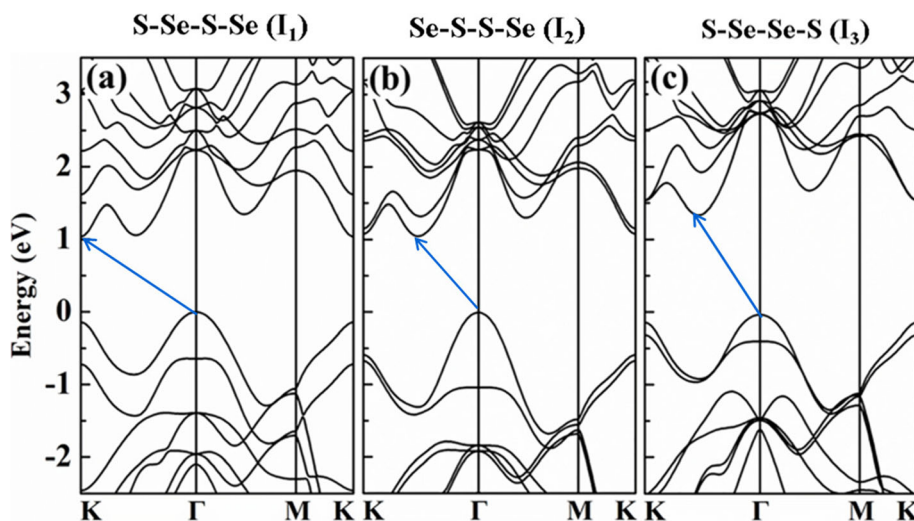 S-Se-S-Se (I₁) Se-S-S-Se (I₂) S-Se-Se-S (I₃)
(a) (b) (c)
Energy (eV)
3
2
1
0
-1
-2
K Γ M K K Γ M K K Γ M K